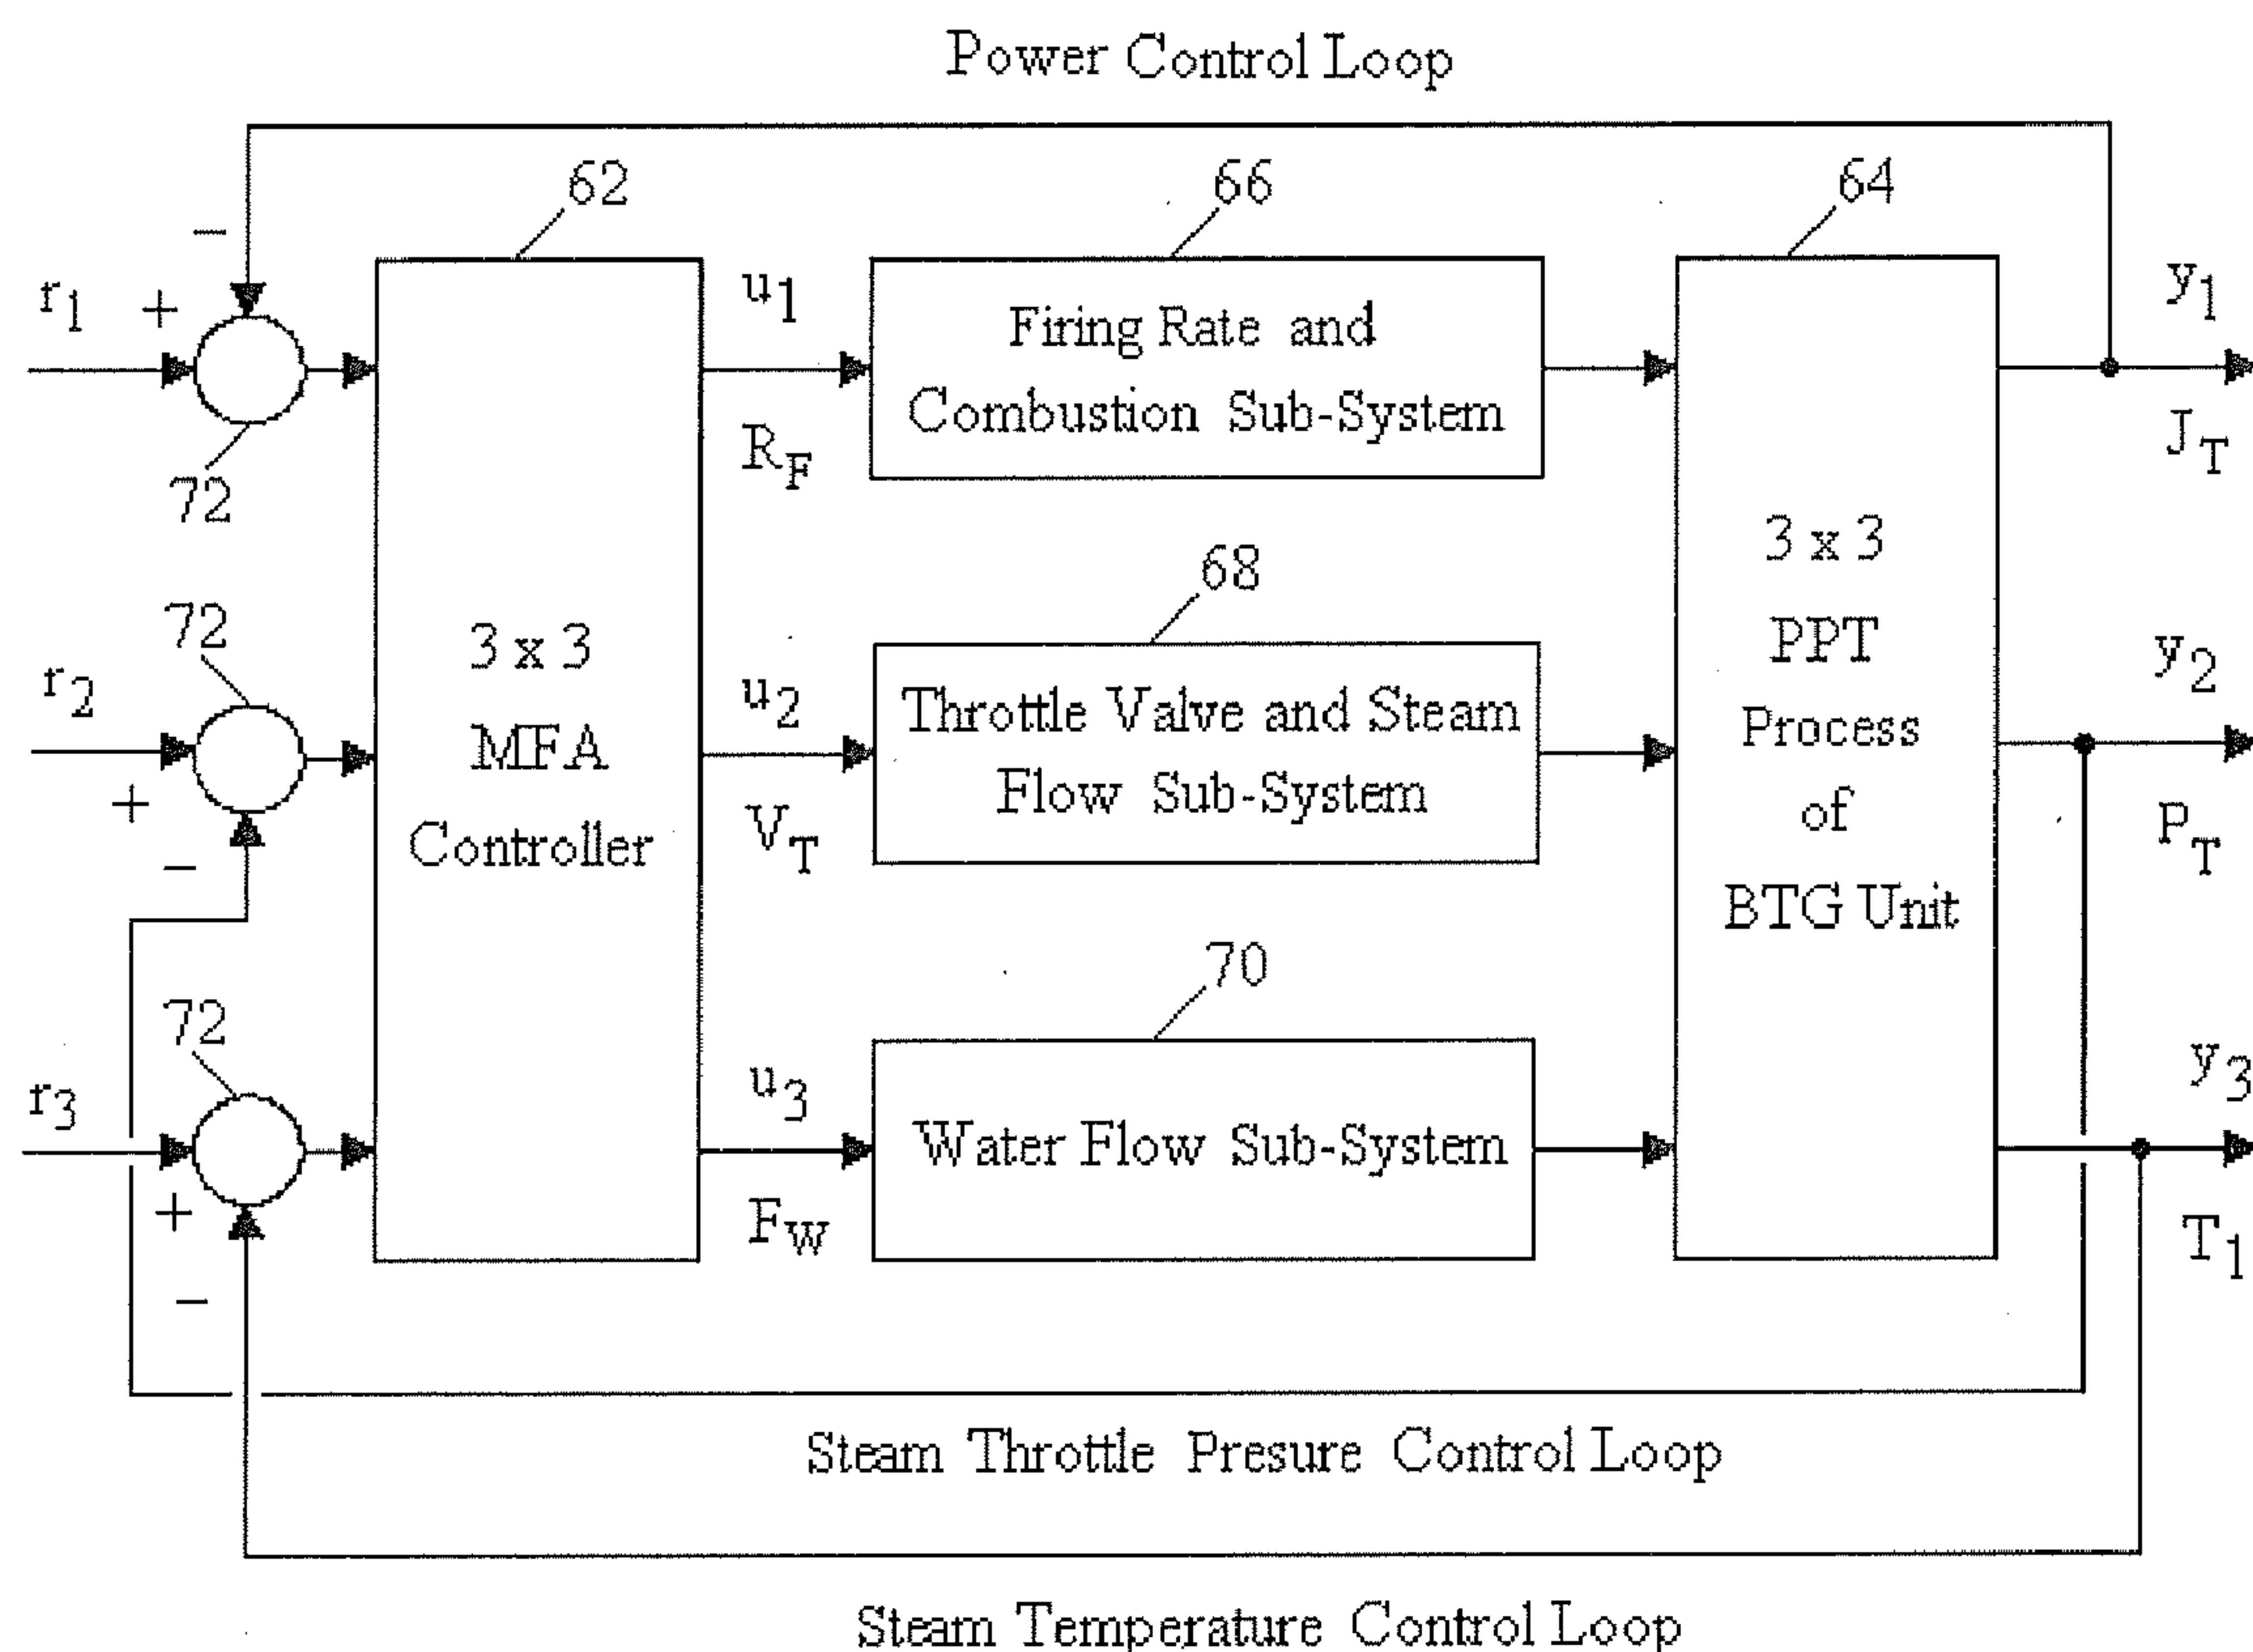 Power Control Loop
62
66
64
−
r1
+
u1
Firing Rate and
Combustion Sub-System
y1
RF
JT
72
3 x 3
PPT
Process
of
BTG Unit
68
72
3 x 3
MFA
Controller
r2
+
−
u2
Throttle Valve and Steam
Flow Sub-System
VT
y2
PT
70
72
r3
+
−
u3
Water Flow Sub-System
FW
y3
T1
Steam Throttle Presure Control Loop
Steam Temperature Control Loop